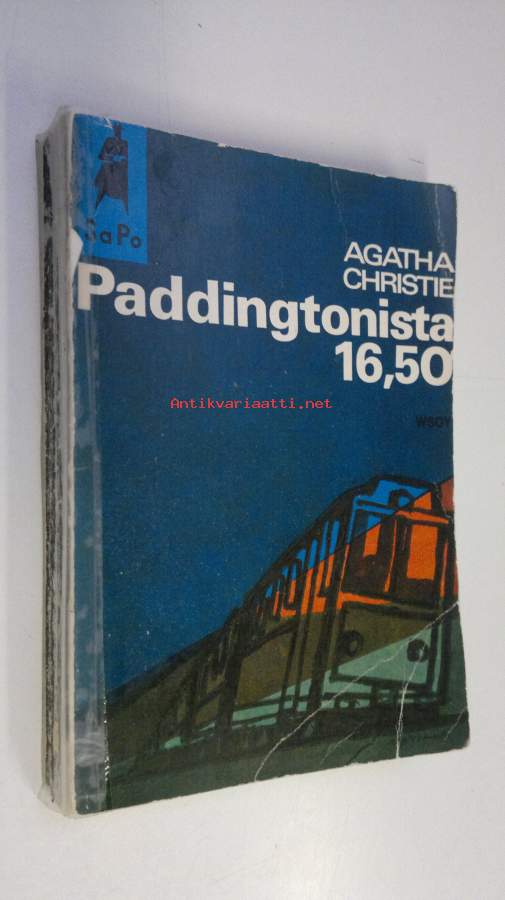 SaPo
AGATHA
CHRISTIE
Paddingtonista
16,50
Antikvariaatti.net
WSOY